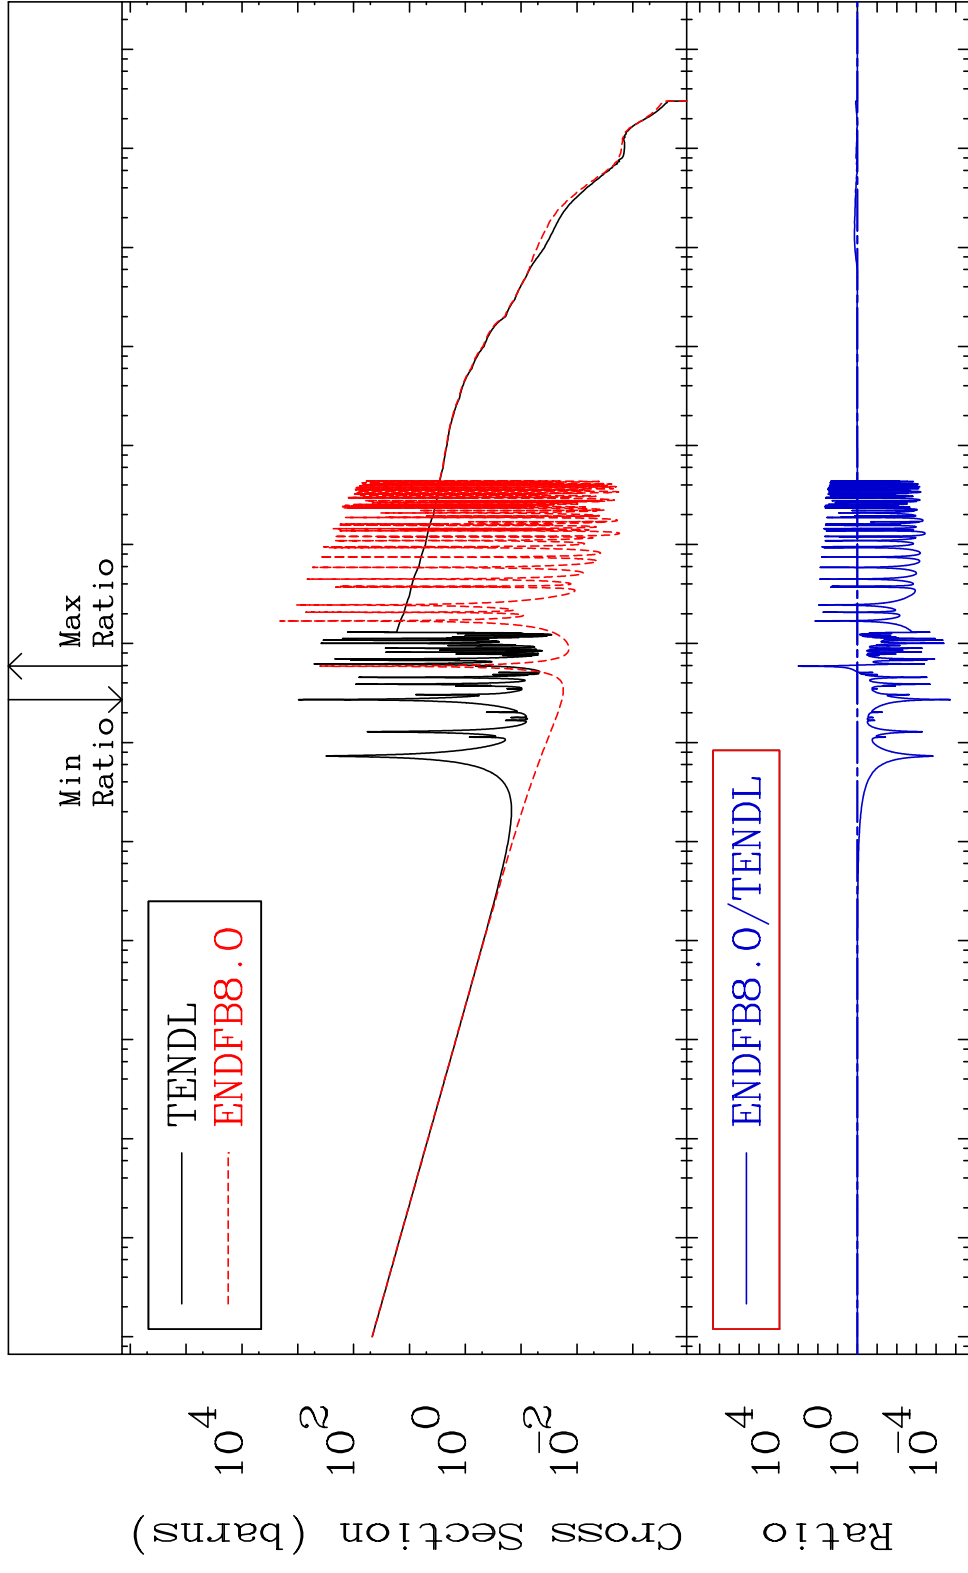 Min
Ratio
Max
Ratio
TENDL
ENDFB8.0
10^4
10^2
10^0
10^-2
Cross Section (barns)
ENDFB8.0/TENDL
10^4
10^0
10^-4
Ratio